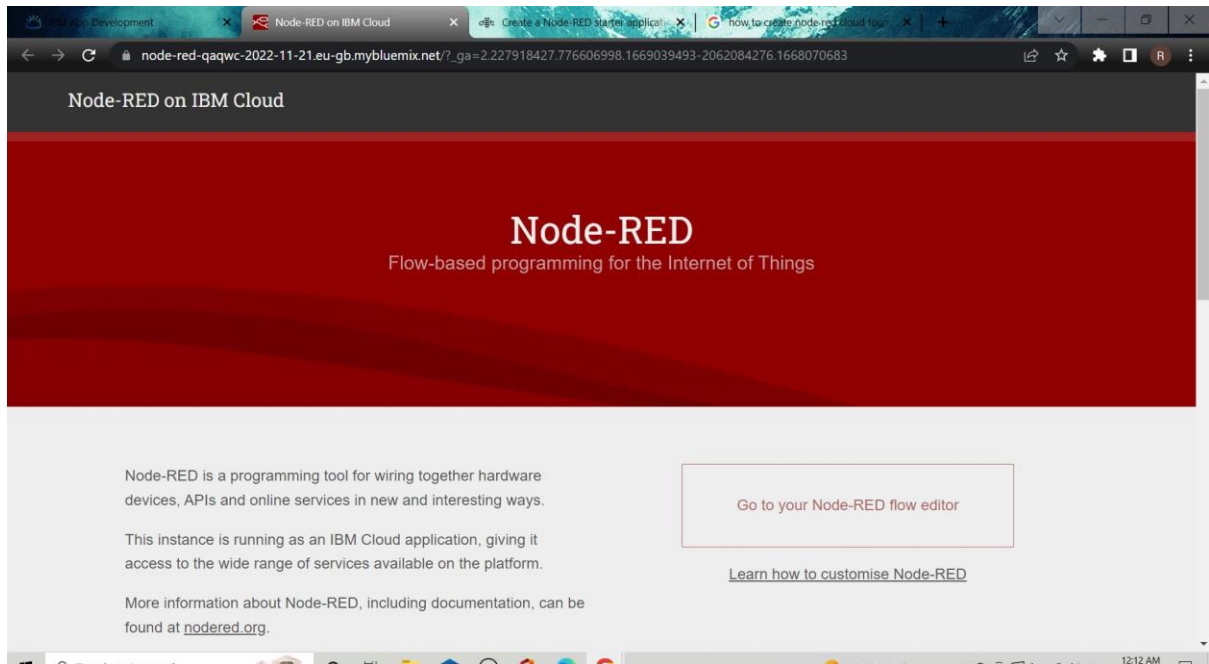 App Development
Node-RED on IBM Cloud
Create a Node-RED starter applicati
how to create node-red cloud foun
node-red-qaqwc-2022-11-21.eu-gb.mybluemix.net/?_ga=2.227918427.776606998.1669039493-2062084276.1668070683
R
Node-RED on IBM Cloud
Node-RED
Flow-based programming for the Internet of Things
Node-RED is a programming tool for wiring together hardware
devices, APIs and online services in new and interesting ways.
This instance is running as an IBM Cloud application, giving it
access to the wide range of services available on the platform.
More information about Node-RED, including documentation, can be
found at nodered.org.
Go to your Node-RED flow editor
Learn how to customise Node-RED
12:12 AM